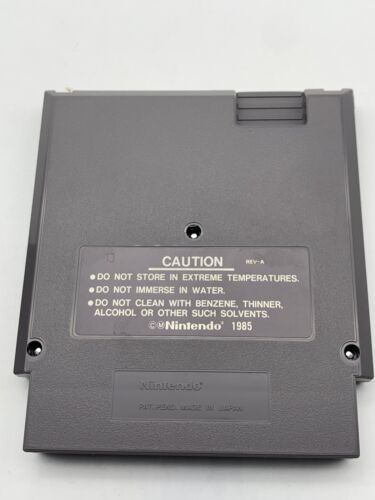 CAUTION REV-A
●DO NOT STORE IN EXTREME TEMPERATURES.
●DO NOT IMMERSE IN WATER.
●DO NOT CLEAN WITH BENZENE, THINNER,
ALCOHOL OR OTHER SUCH SOLVENTS.
©ⓂNintendo® 1985
Nintendo®
PAT. PEND. MADE IN JAPAN